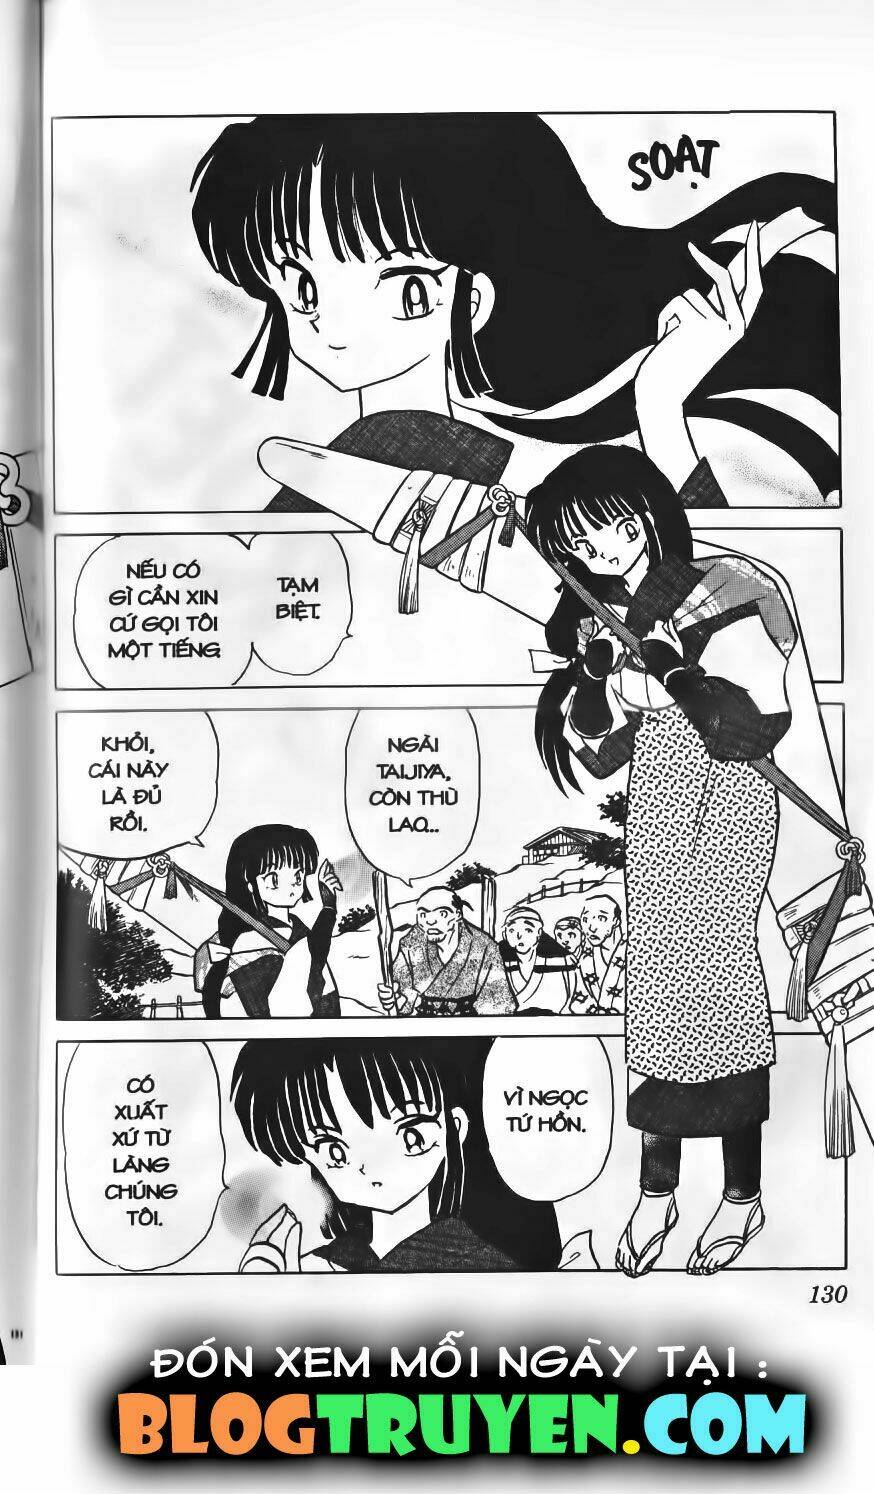 SOẠT
TẠM
BIỆT.
NẾU CÓ
GÌ CẦN XIN
CỨ GỌI TÔI
MỘT TIẾNG.
NGÀI
TAIJIYA,
CÒN THÙ
LAO...
KHỎI,
CÁI NÀY
LÀ ĐỦ
RỒI.
VÌ NGỌC
TỨ HỒN.
CÓ
XUẤT
XỨ TỪ
LÀNG
CHÚNG
TÔI.
130
ĐÓN XEM MỖI NGÀY TẠI :
BLOGTRUYEN.COM